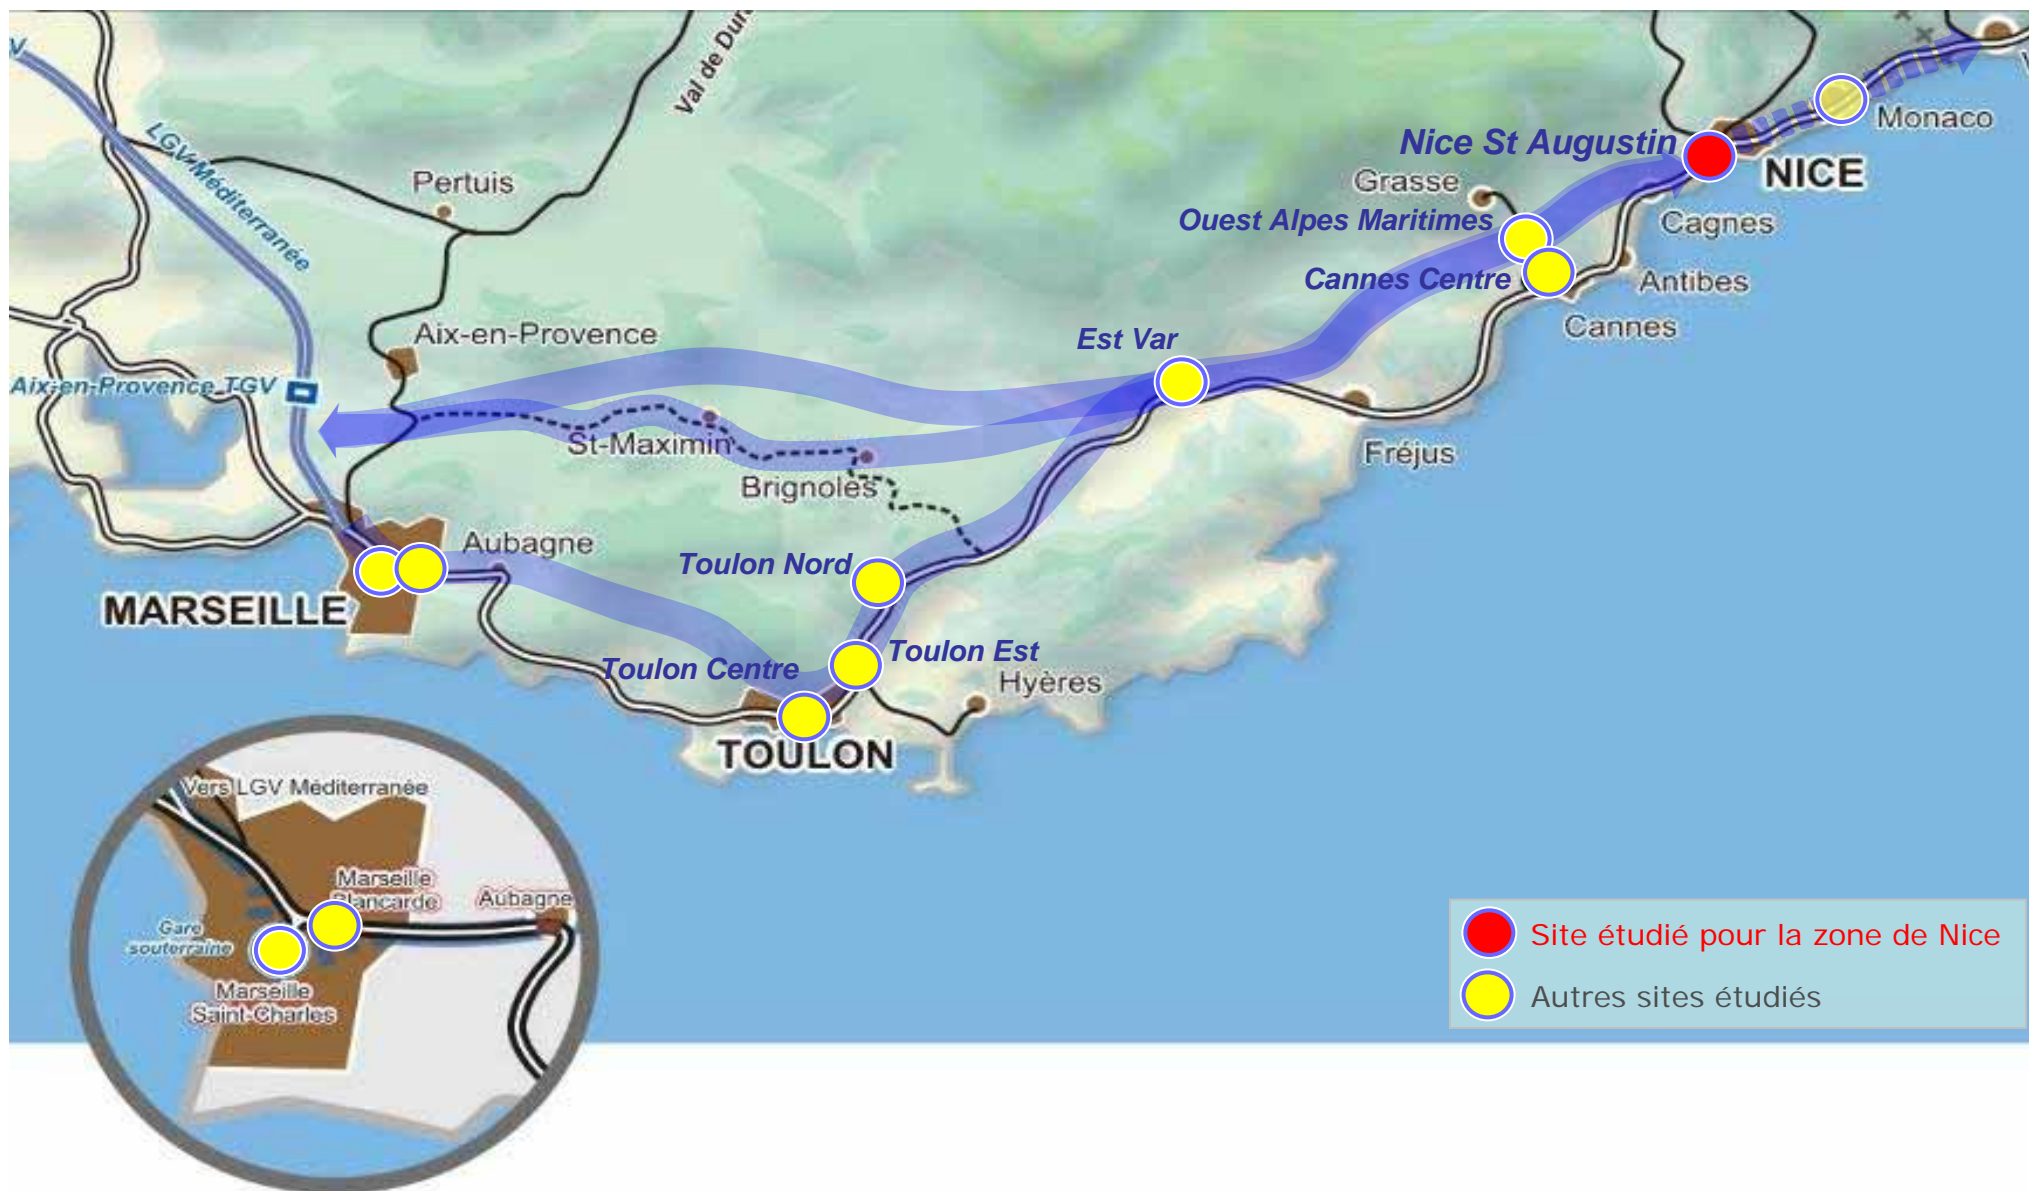 V
Val de Dur
LGV Méditerranée
Pertuis
Monaco
Nice St Augustin
NICE
Grasse
Ouest Alpes Maritimes
Cagnes
Cannes Centre
Antibes
Cannes
Est Var
Aix-en-Provence
Aix-en-Provence TGV
St-Maximin
Fréjus
Brignoles
Aubagne
Toulon Nord
MARSEILLE
Toulon Est
Toulon Centre
Hyères
TOULON
Vers LGV Méditerranée
Marseille
Blancarde
Aubagne
Gare
souterraine
Marseille
Saint-Charles
Site étudié pour la zone de Nice
Autres sites étudiés